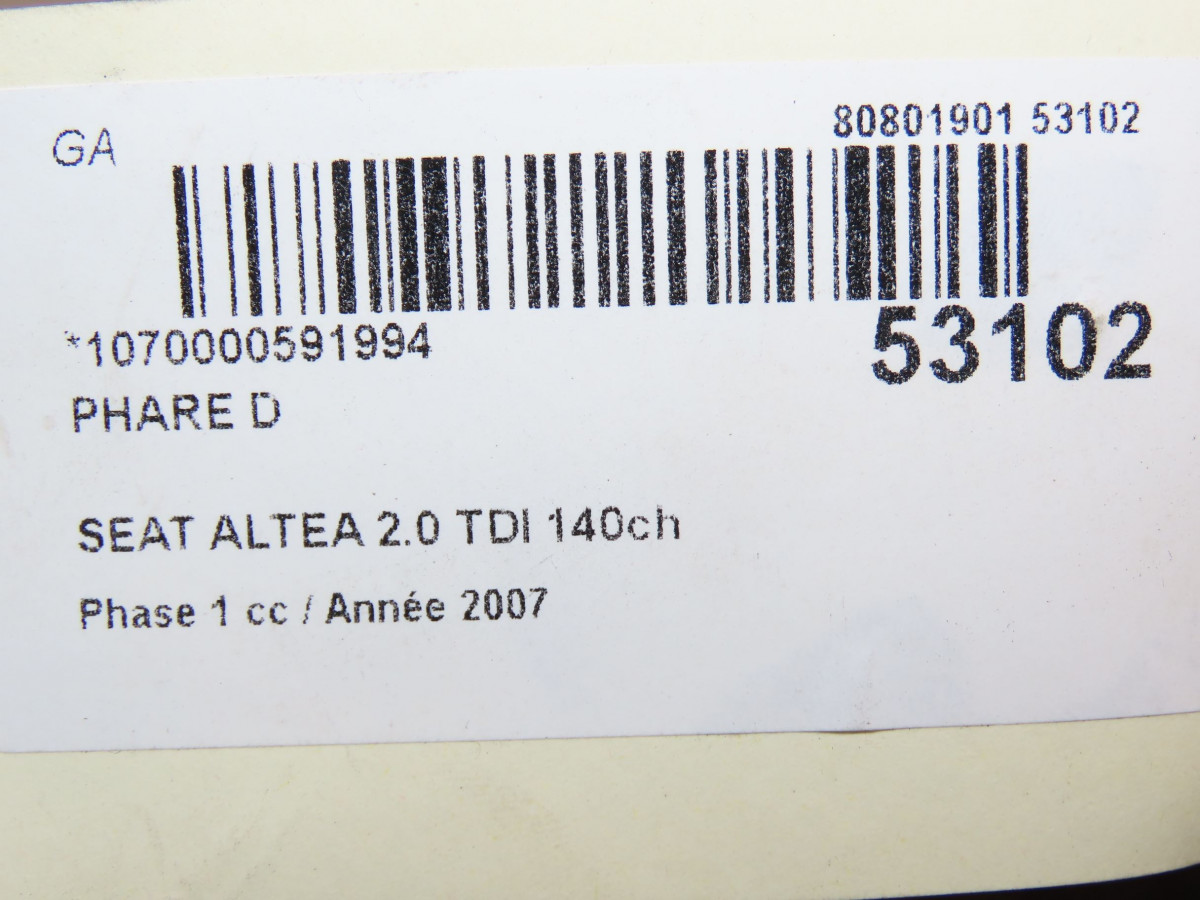 GA
80801901 53102
*1070000591994
53102
PHARE D
SEAT ALTEA 2.0 TDI 140ch
Phase 1 cc / Année 2007